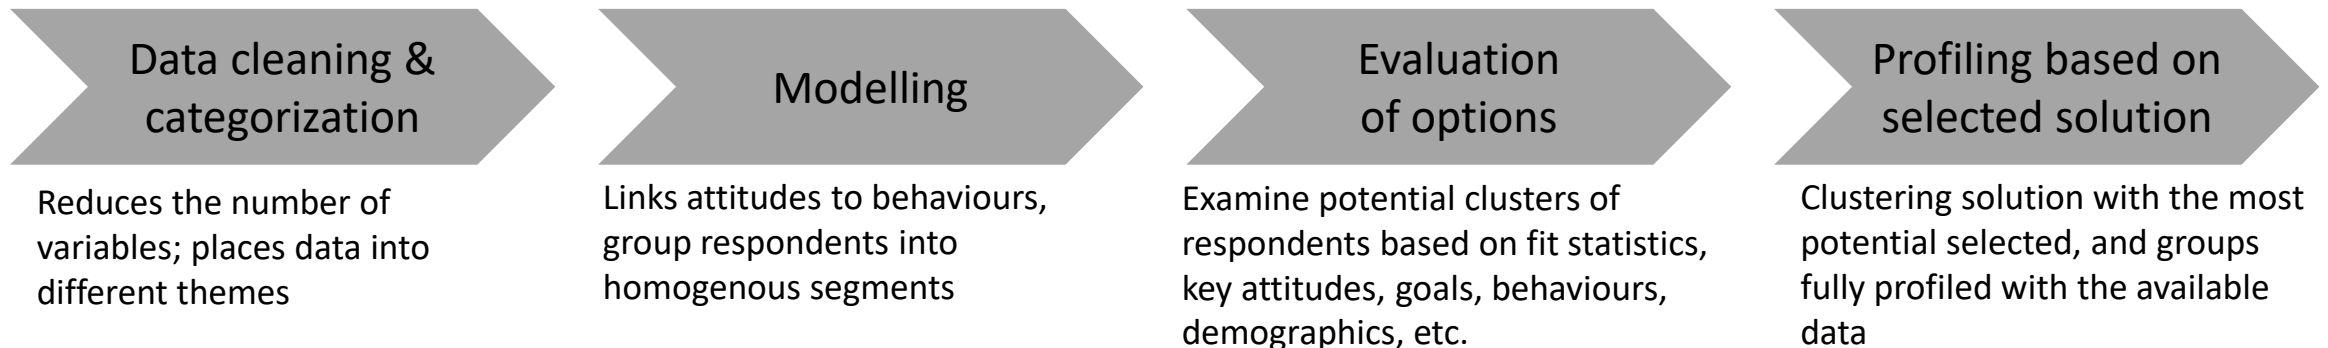 Data cleaning &
categorization
Reduces the number of
variables; places data into
different themes
Modelling
Links attitudes to behaviours,
group respondents into
homogenous segments
Evaluation
of options
Examine potential clusters of
respondents based on fit statistics,
key attitudes, goals, behaviours,
demographics, etc.
Profiling based on
selected solution
Clustering solution with the most
potential selected, and groups
fully profiled with the available
data